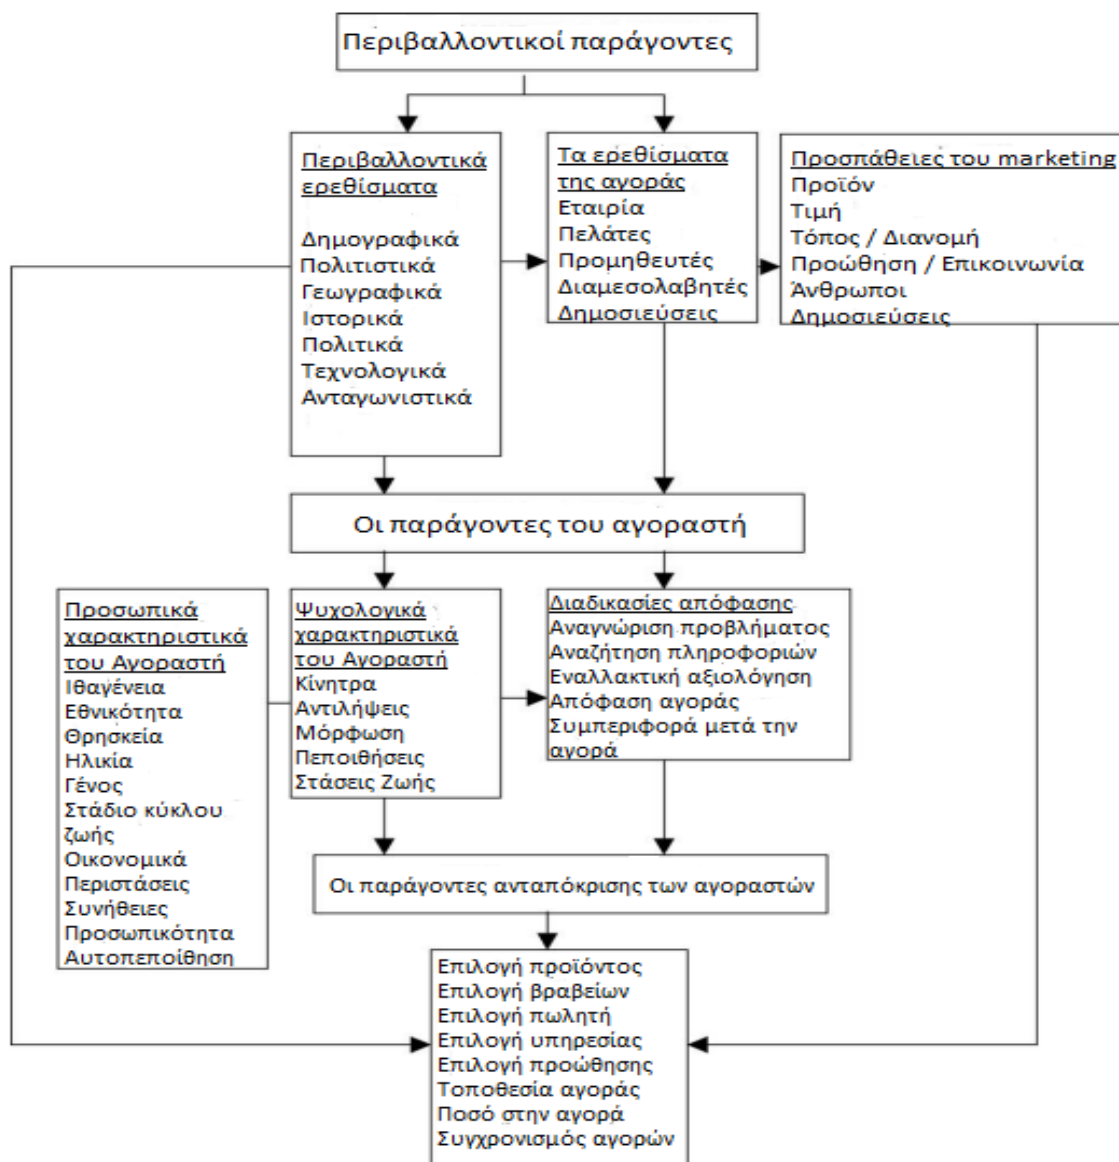 Περιβαλλοντικοί παράγοντες
Περιβαλλοντικά
ερεθίσματα
Δημογραφικά
Πολιτιστικά
Γεωγραφικά
Ιστορικά
Πολιτικά
Τεχνολογικά
Ανταγωνιστικά
Τα ερεθίσματα
της αγοράς
Εταιρία
Πελάτες
Προμηθευτές
Διαμεσολαβητές
Δημοσιεύσεις
Προσπάθειες του marketing
Προϊόν
Τιμή
Τόπος / Διανομή
Προώθηση / Επικοινωνία
Άνθρωποι
Δημοσιεύσεις
Οι παράγοντες του αγοραστή
Προσωπικά
χαρακτηριστικά
του Αγοραστή
Ιθαγένεια
Εθνικότητα
Θρησκεία
Ηλικία
Γένος
Στάδιο κύκλου
ζωής
Οικονομικά
Περιστάσεις
Συνήθειες
Προσωπικότητα
Αυτοπεποίθηση
Ψυχολογικά
χαρακτηριστικά
του Αγοραστή
Κίνητρα
Αντιλήψεις
Μόρφωση
Πεποιθήσεις
Στάσεις Ζωής
Διαδικασίες απόφασης
Αναγνώριση προβλήματος
Αναζήτηση πληροφοριών
Εναλλακτική αξιολόγηση
Απόφαση αγοράς
Συμπεριφορά μετά την
αγορά
Οι παράγοντες ανταπόκρισης των αγοραστών
Επιλογή προϊόντος
Επιλογή βραβείων
Επιλογή πωλητή
Επιλογή υπηρεσίας
Επιλογή προώθησης
Τοποθεσία αγοράς
Ποσό στην αγορά
Συγχρονισμός αγορών